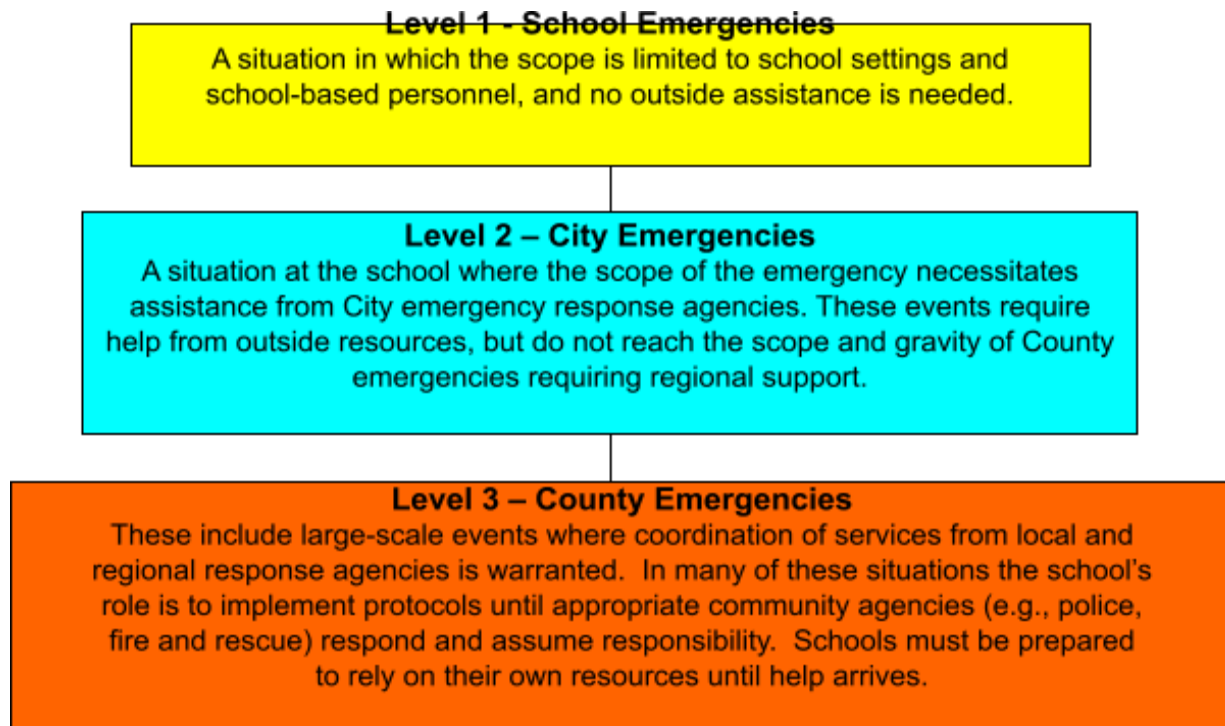 Level 1 - School Emergencies
A situation in which the scope is limited to school settings and
school-based personnel, and no outside assistance is needed.
Level 2 – City Emergencies
A situation at the school where the scope of the emergency necessitates
assistance from City emergency response agencies. These events require
help from outside resources, but do not reach the scope and gravity of County
emergencies requiring regional support.
Level 3 – County Emergencies
These include large-scale events where coordination of services from local and
regional response agencies is warranted.  In many of these situations the school's
role is to implement protocols until appropriate community agencies (e.g., police,
fire and rescue) respond and assume responsibility.  Schools must be prepared
to rely on their own resources until help arrives.